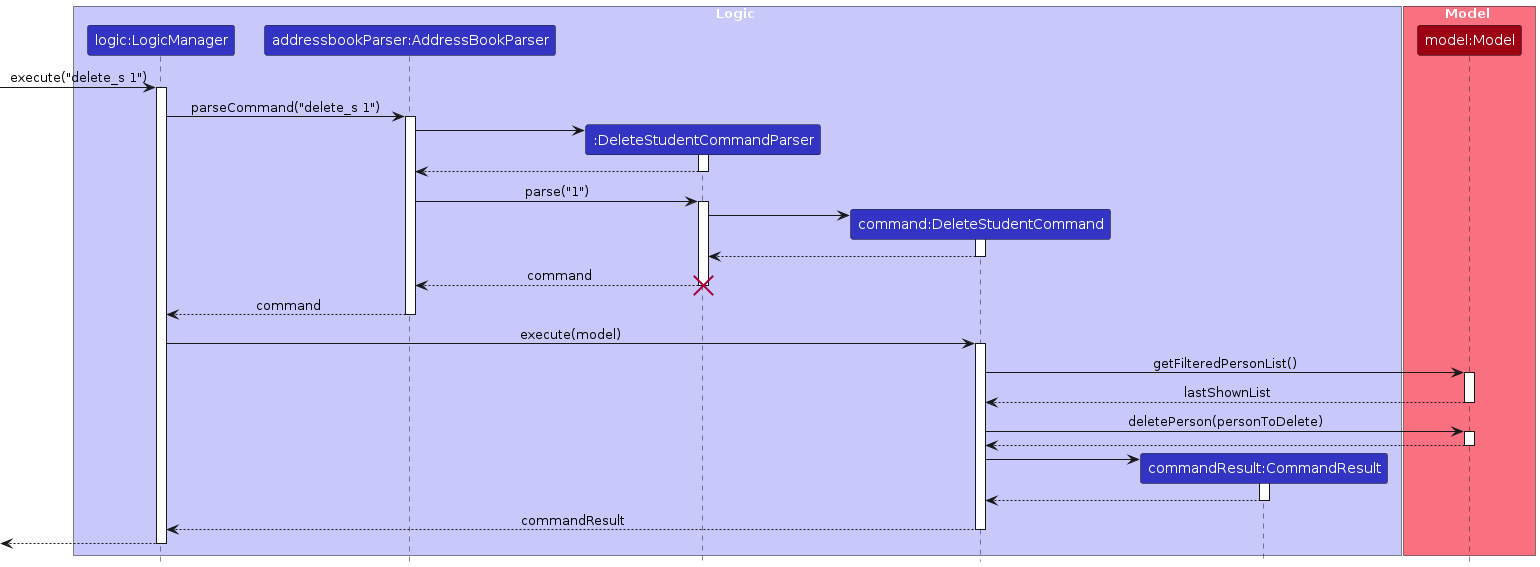 Logic
Model
logic:LogicManager
addressbookParser:AddressBookParser
model:Model
execute("delete_s 1")
parseCommand("delete_s 1")
:DeleteStudentCommandParser
parse("1")
command:DeleteStudentCommand
command
command
execute(model)
getFilteredPersonList()
lastShownList
deletePerson(personToDelete)
commandResult:CommandResult
commandResult